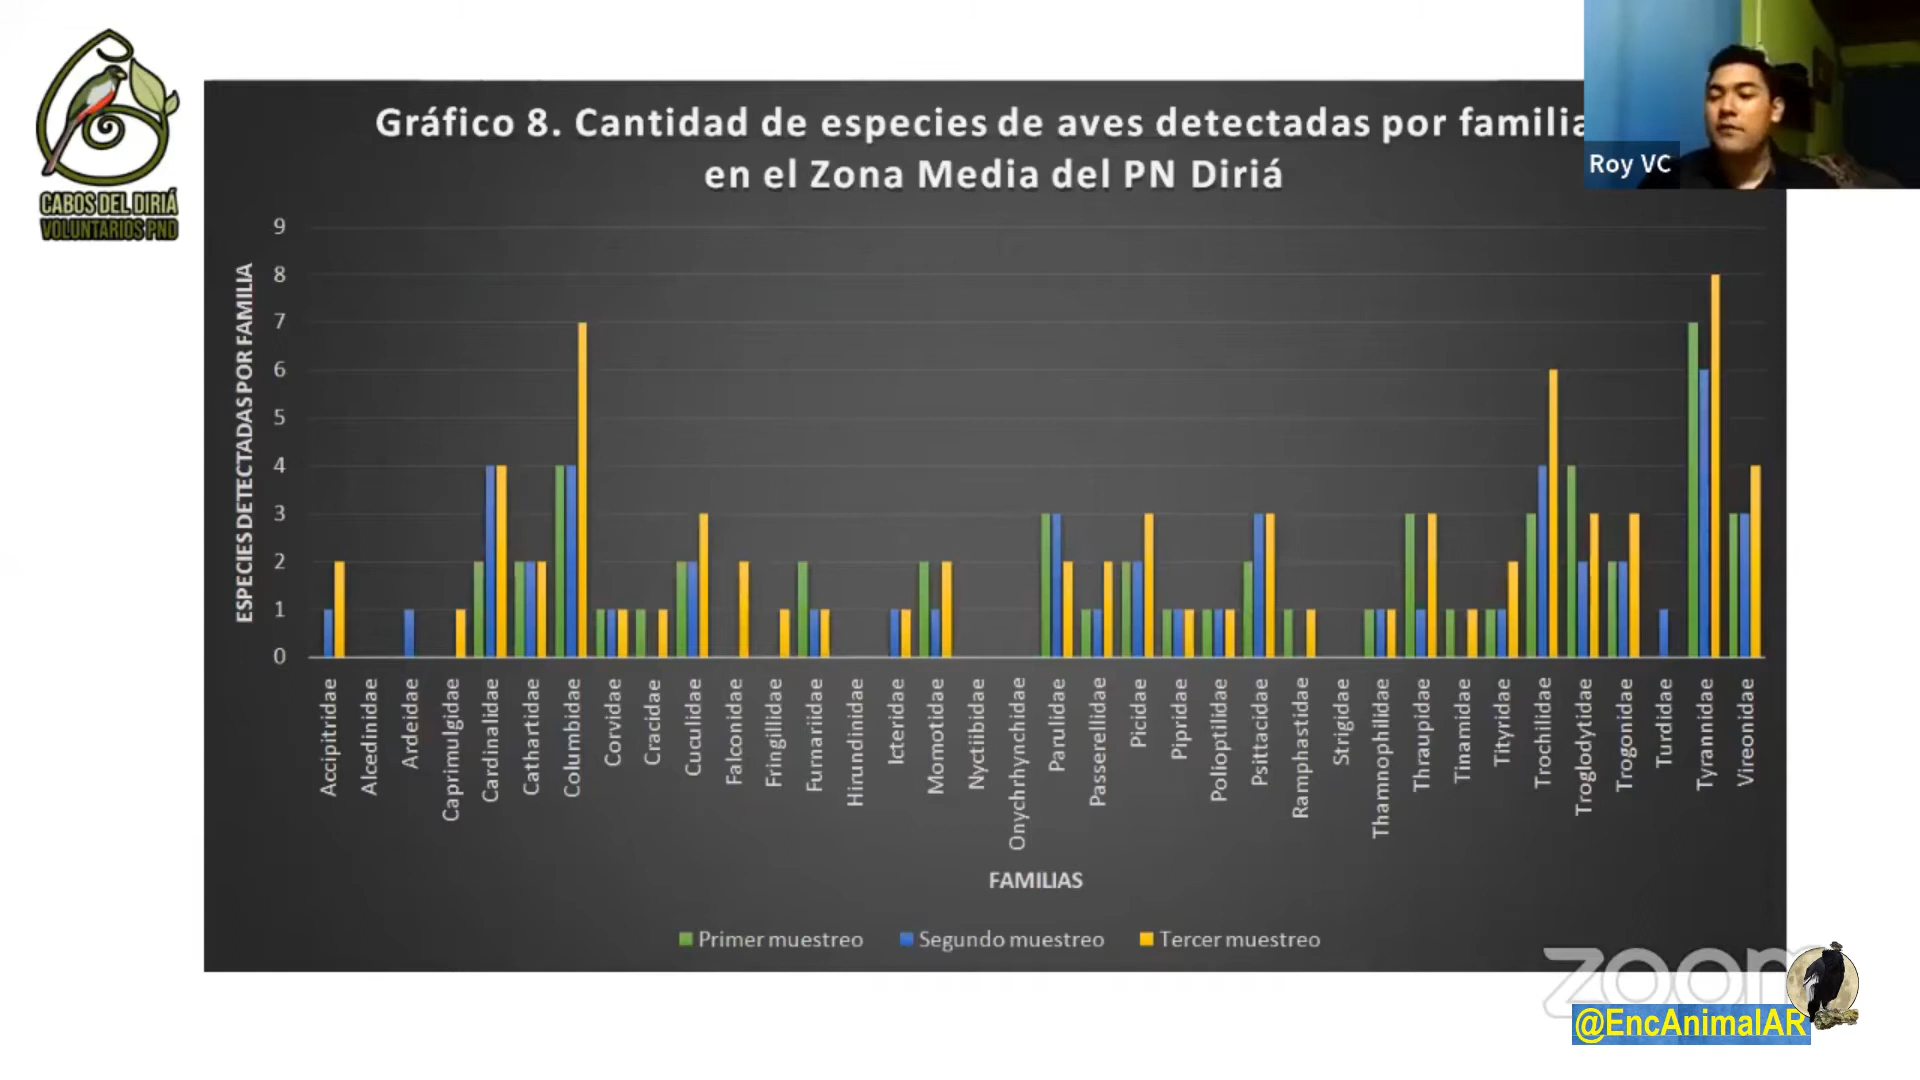 CABOS DEL DIRIÁ
VOLUNTARIOS PND
Gráfico 8. Cantidad de especies de aves detectadas por familia
en el Zona Media del PN Diriá
Roy VC
ESPECIES DETECTADAS POR FAMILIA
9
8
7
6
5
4
3
2
1
0
Accipitridae
Alcedinidae
Ardeidae
Caprimulgidae
Cardinalidae
Cathartidae
Columbidae
Corvidae
Cracidae
Cuculidae
Falconidae
Fringillidae
Furnariidae
Hirundinidae
Icteridae
Momotidae
Nyctiibidae
Onychrhynchidae
Parulidae
Passerellidae
Picidae
Pipridae
Polioptilidae
Psittacidae
Ramphastidae
Strigidae
Thamnophilidae
Thraupidae
Tinamidae
Tityridae
Trochilidae
Troglodytidae
Trogonidae
Turdidae
Tyrannidae
Vireonidae
FAMILIAS
Primer muestreo
Segundo muestreo
Tercer muestreo
zoom
@EncAnimalAR